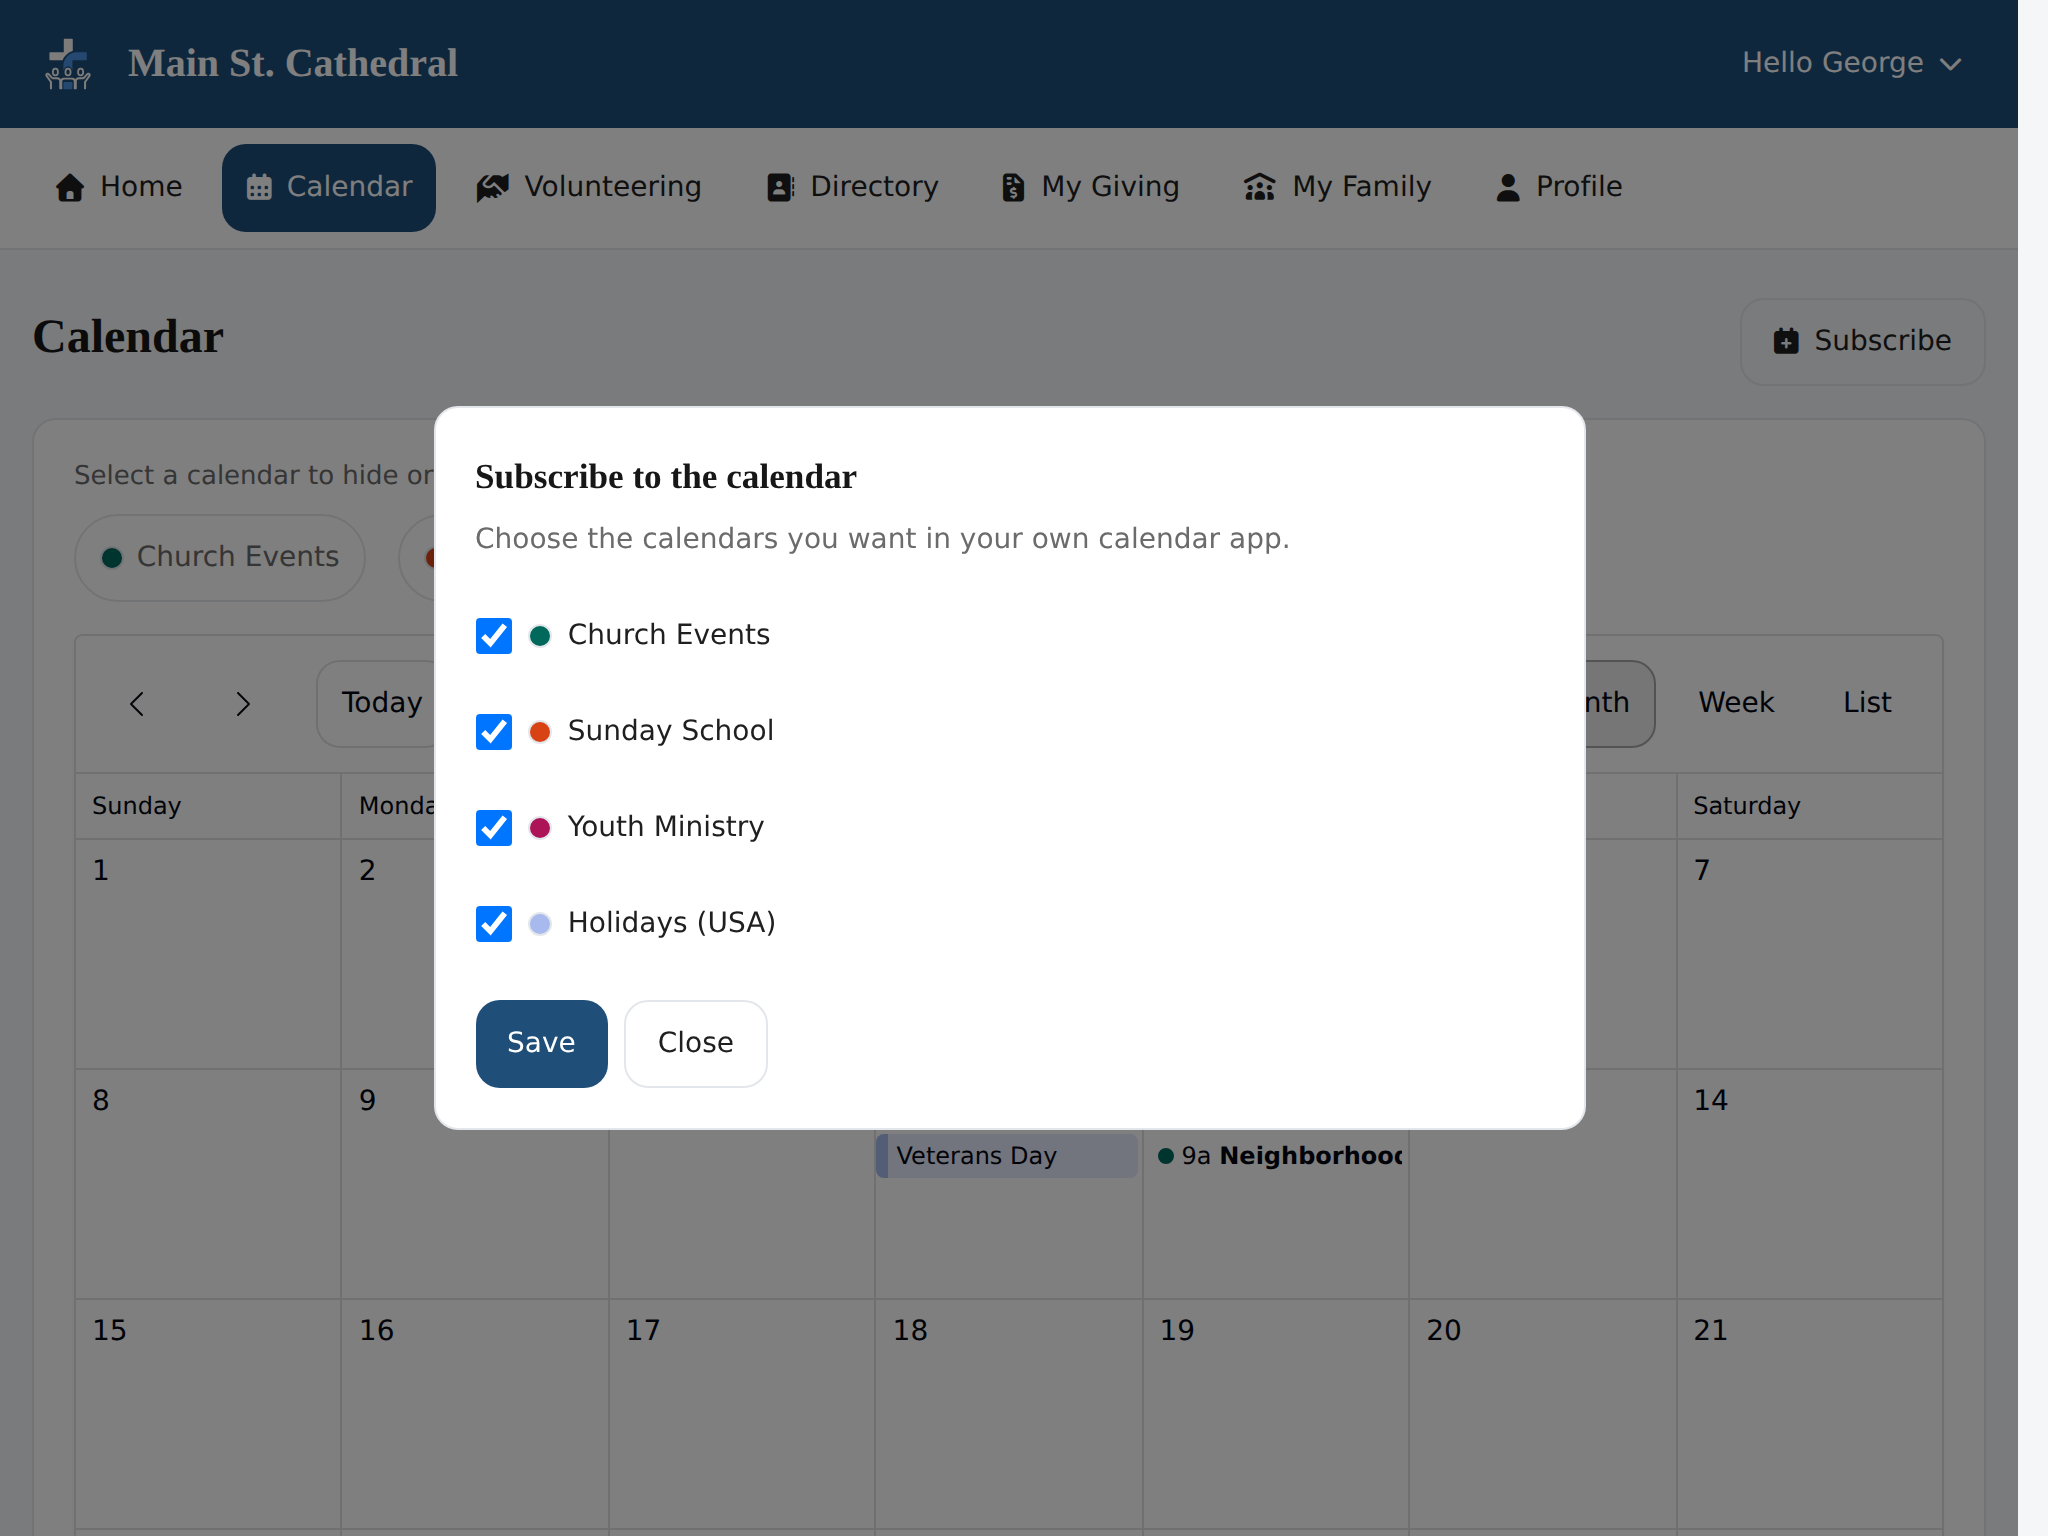 Main St. Cathedral
Hello George
Home
Calendar
Volunteering
Directory
My Giving
My Family
Profile
Calendar
Subscribe
Select a calendar to hide or
Church Events
Subscribe to the calendar
Choose the calendars you want in your own calendar app.
Church Events
Sunday School
Youth Ministry
Holidays (USA)
Save
Close
Today
Week
List
Sunday
Saturday
1
2
7
8
9
14
Veterans Day
9a
15
16
17
18
19
20
21